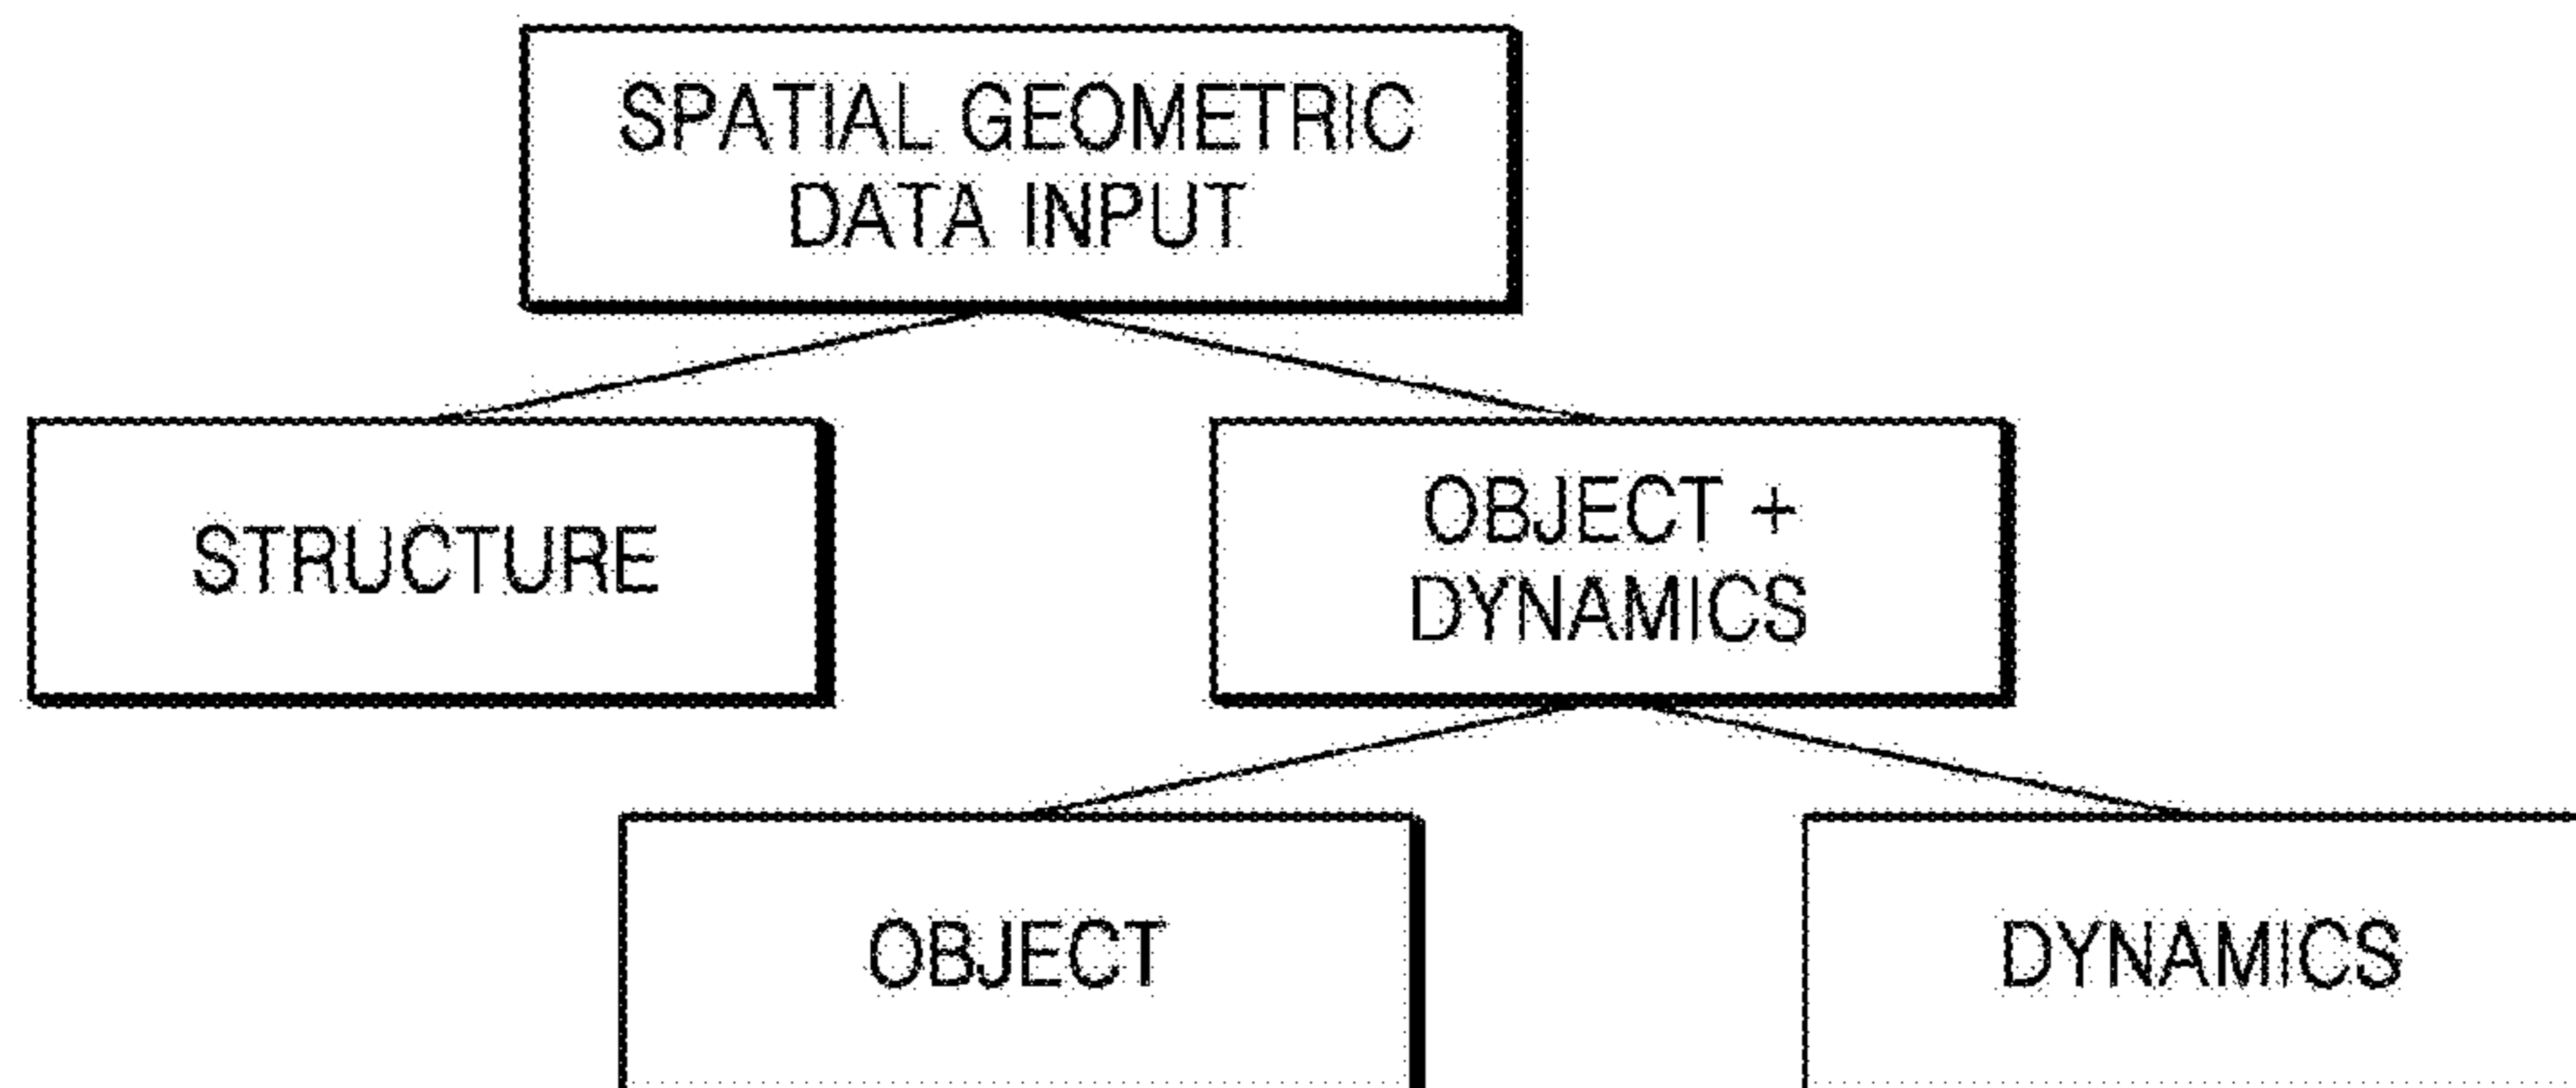 SPATIAL GEOMETRIC
DATA INPUT
STRUCTURE
OBJECT +
DYNAMICS
OBJECT
DYNAMICS